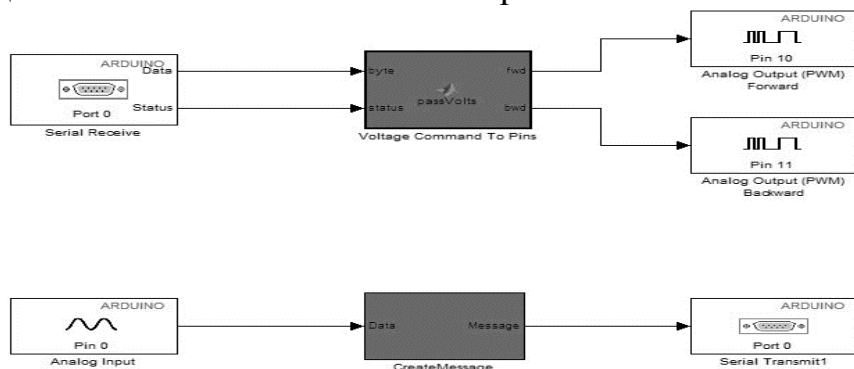 ARDUINO
Data
Status
Port 0
Serial Receive
byte
status
passVolts
fwd
bwd
Voltage Command To Pins
ARDUINO
Pin 10
Analog Output (PWM)
Forward
ARDUINO
Pin 11
Analog Output (PWM)
Backward
ARDUINO
Pin 0
Analog Input
Data
Message
CreateMessage
ARDUINO
Port 0
Serial Transmit1